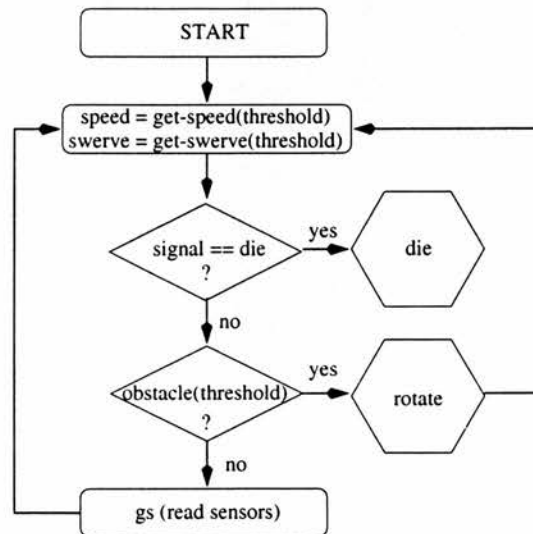 START
speed = get-speed(threshold)
swerve = get-swerve(threshold)
signal == die
?
yes
die
no
obstacle(threshold)
?
yes
rotate
no
gs (read sensors)